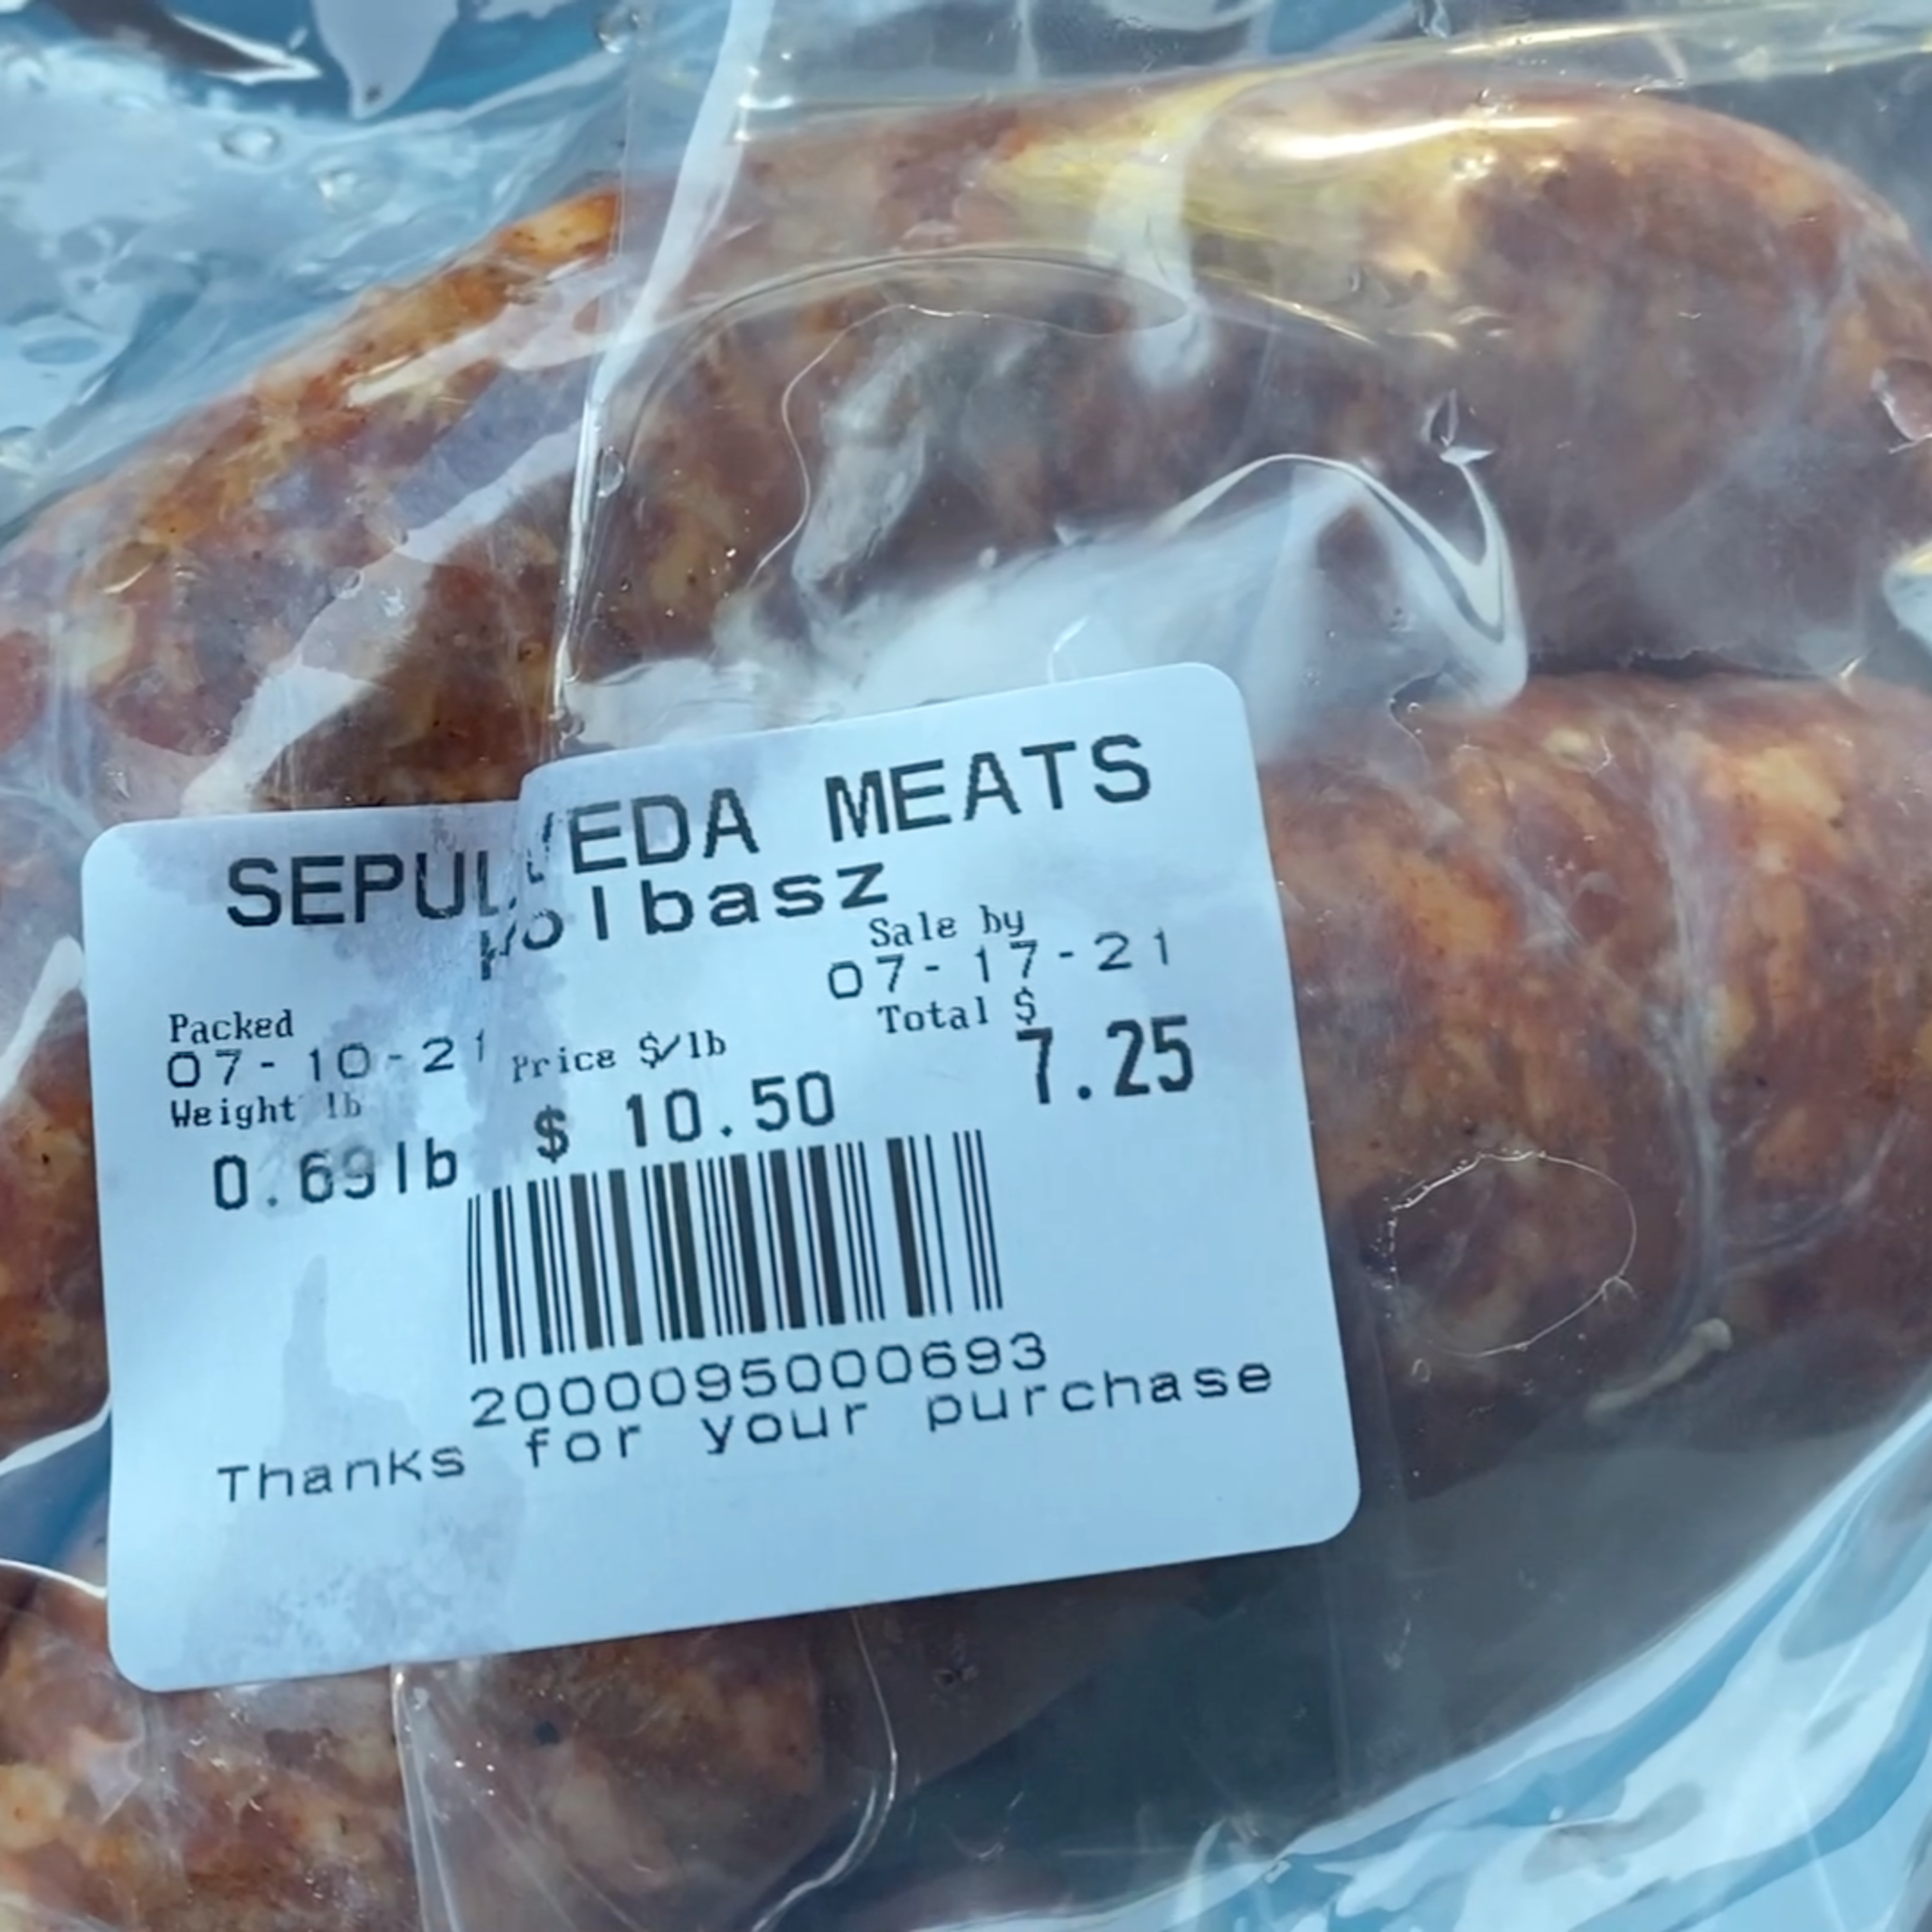 SEPULVEDA MEATS
Kolbasz
Sale by
07-17-21
Packed
07-10-21
Price $/lb
$ 10.50
Total $
7.25
Weight lb
0.69lb
2000095000693
Thanks for your purchase